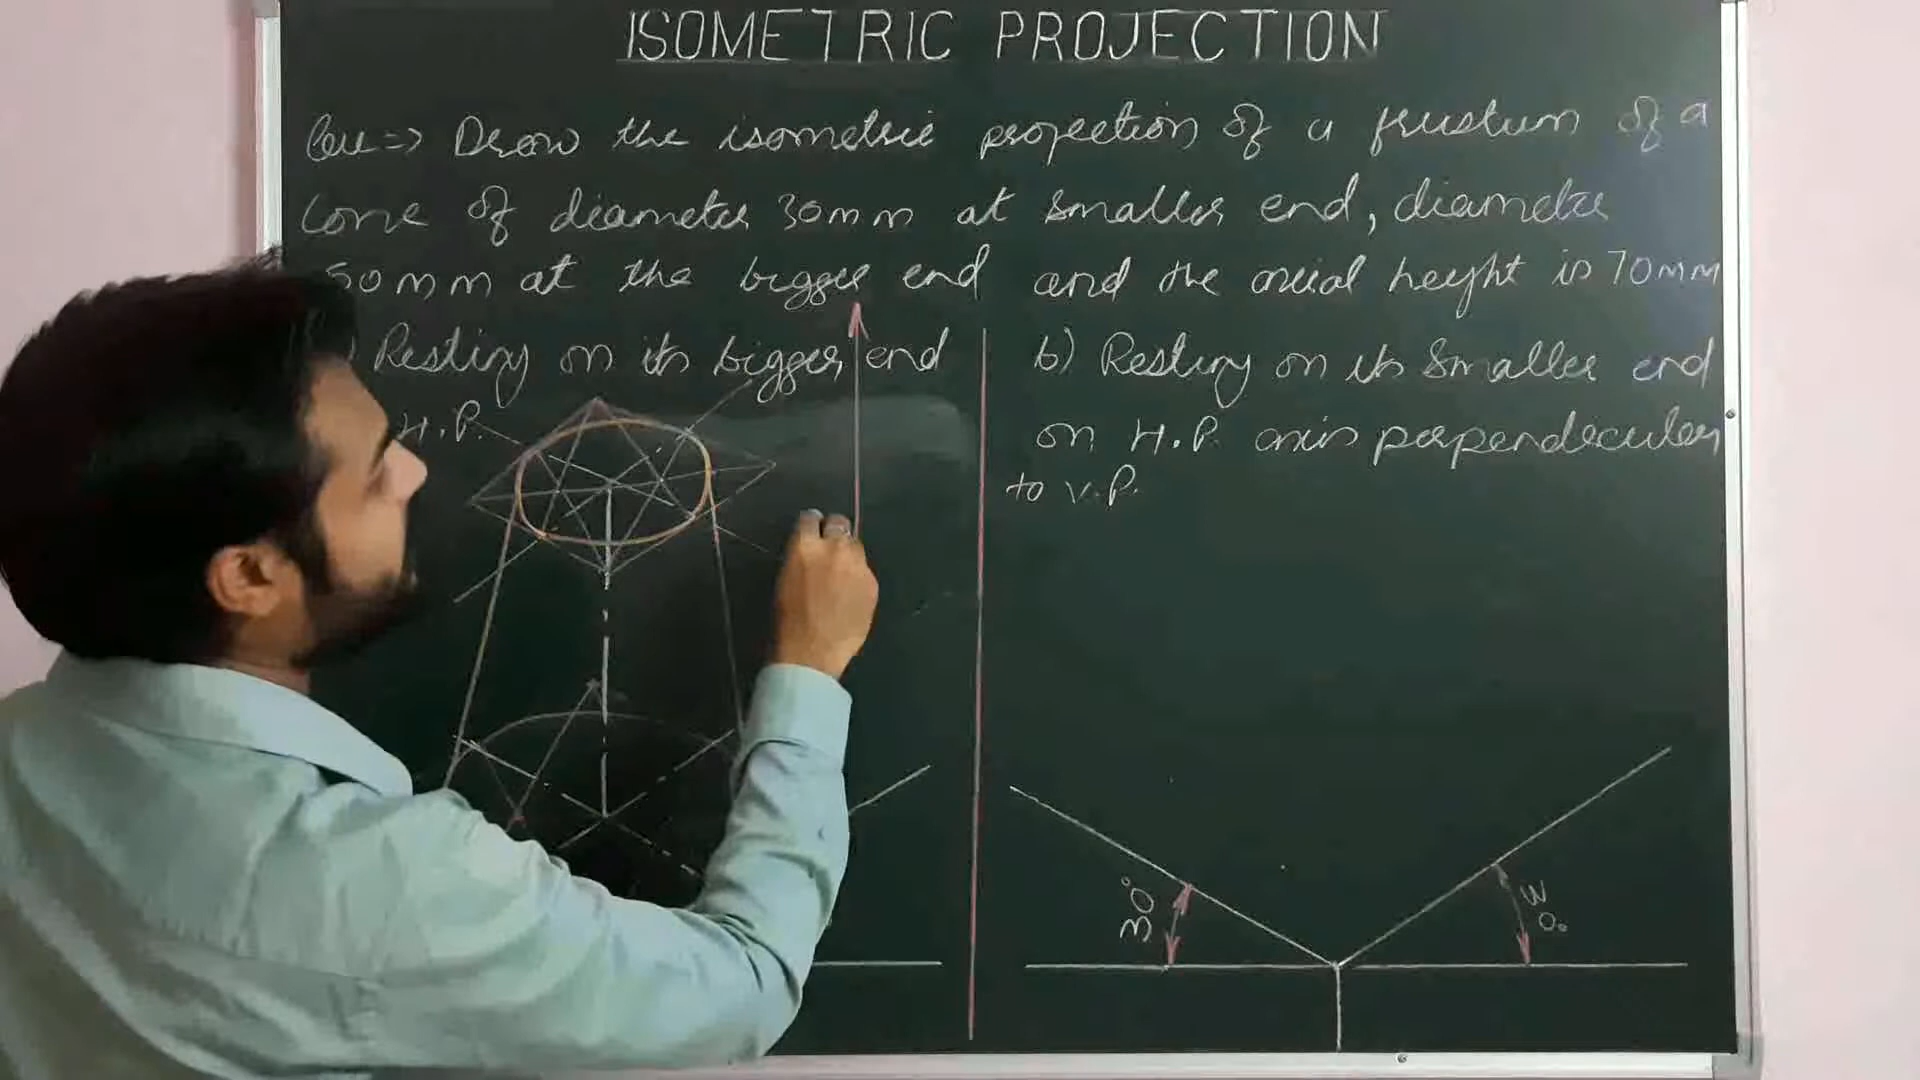 ISOMETRIC PROJECTION
Que => Draw the isometric projection of a frustum of a
cone of diameter 30mm at smaller end, diameter
50mm at the bigger end and the axial height is 70mm
) Resting on its bigger end
H.P.
b) Resting on its smaller end
on H.P. axis perpendicular
to V.P.
30°
30°